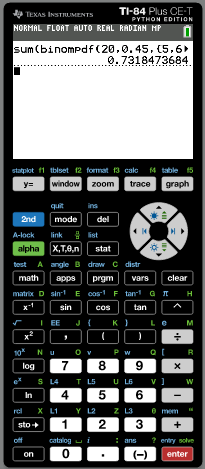 TEXAS INSTRUMENTS TI-84 Plus CE-T
PYTHON EDITION
NORMAL FLOAT AUTO REAL RADIAN MP
sum(binompdf(20,0.45,{5,6
0.7318473684
statplot f1 tblset f2 format f3 calc f4 table f5
y= window zoom trace graph
quit ins
2nd mode del
A-lock link list
alpha X,T,θ,n stat
test A angle B draw C distr
math apps prgm vars clear
matrix D sin⁻¹ E cos⁻¹ F tan⁻¹ G π H
x⁻¹ sin cos tan ^
√ I EE J { K } L e M
x² , ( ) ÷
10ˣ N u O v P w Q [ R
log 7 8 9 ×
eˣ S L4 T L5 U L6 V ] W
ln 4 5 6 −
rcl X L1 Y L2 Z L3 θ mem "
sto→ 1 2 3 +
off catalog i : ans ? entry solve
on 0 . (−) enter